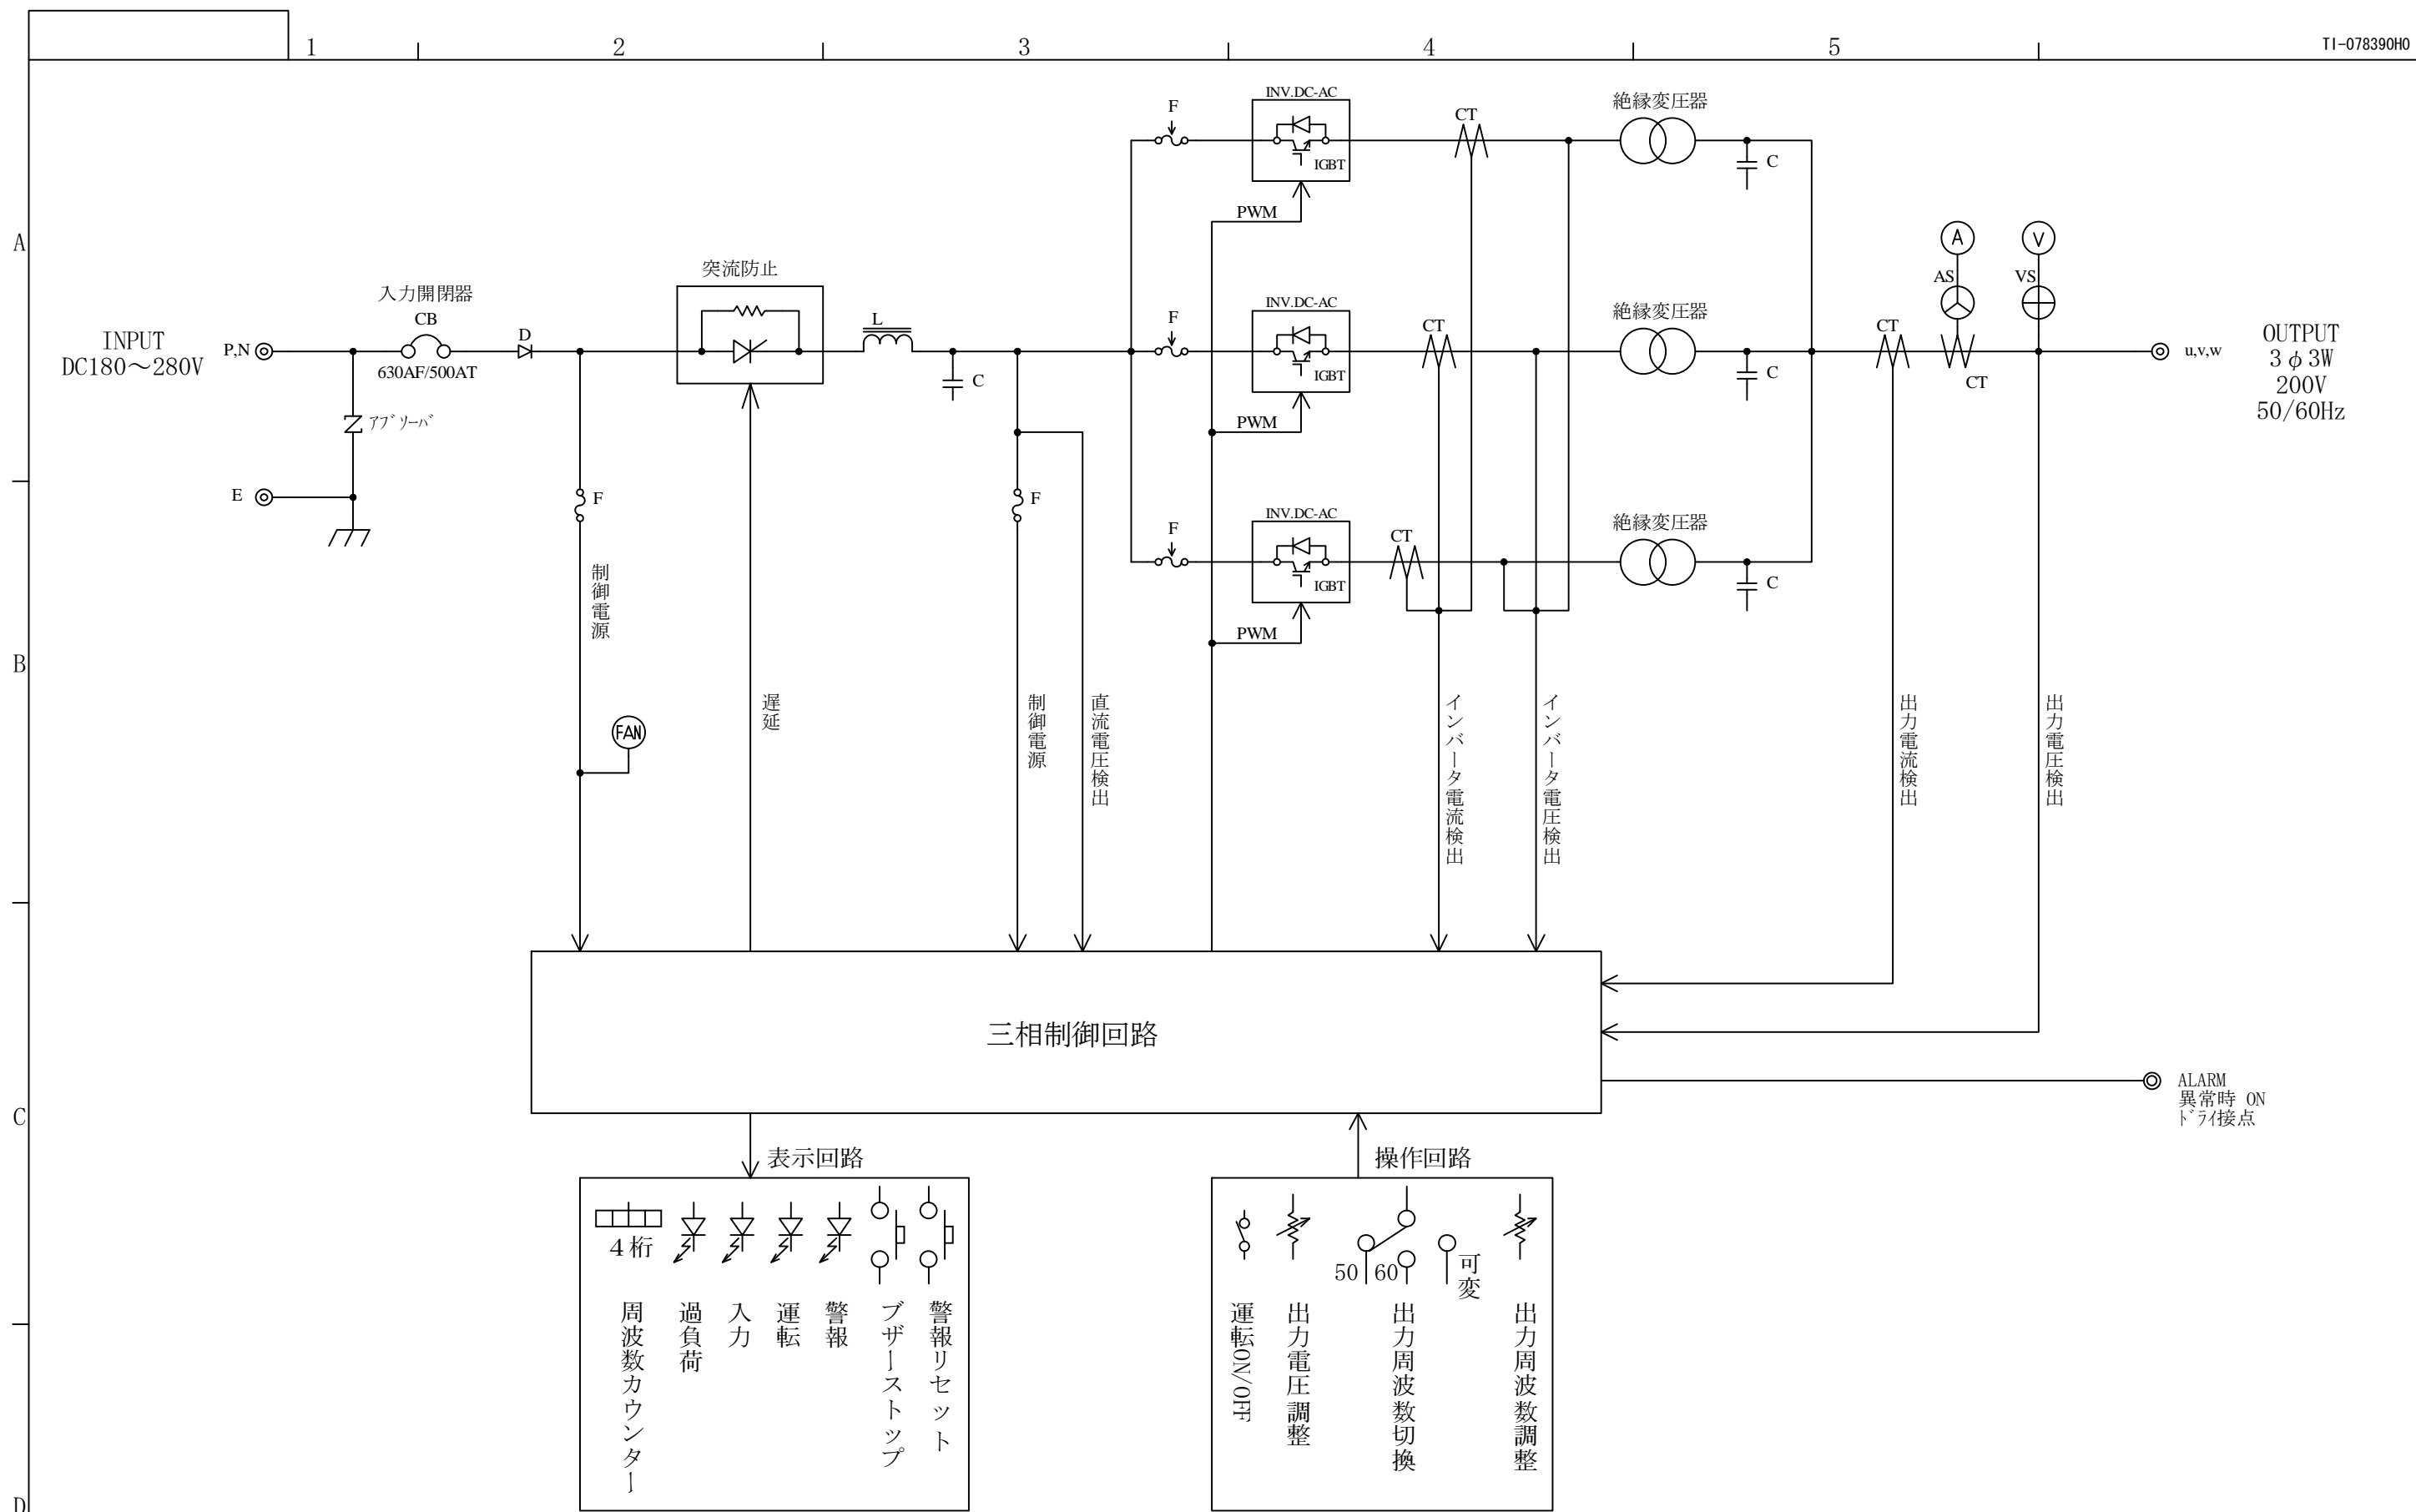 1
2
3
4
5
TI-078390H0
A
B
C
D
INPUT
DC180～280V
P,N
E
アブソーバ
入力開閉器
CB
630AF/500AT
D
突流防止
L
C
F
制御電源
FAN
遅延
F
制御電源
直流電圧検出
F
INV.DC-AC
IGBT
PWM
CT
絶縁変圧器
C
F
INV.DC-AC
IGBT
PWM
CT
絶縁変圧器
C
F
INV.DC-AC
IGBT
PWM
CT
絶縁変圧器
C
インバータ電流検出
インバータ電圧検出
CT
A
AS
CT
V
VS
出力電流検出
出力電圧検出
u,v,w
OUTPUT
3φ3W
200V
50/60Hz
三相制御回路
ALARM
異常時 ON
ドライ接点
表示回路
4桁
周波数カウンター
過負荷
入力
運転
警報
ブザーストップ
警報リセット
操作回路
50
60
可変
運転ON/OFF
出力電圧調整
出力周波数切換
出力周波数調整